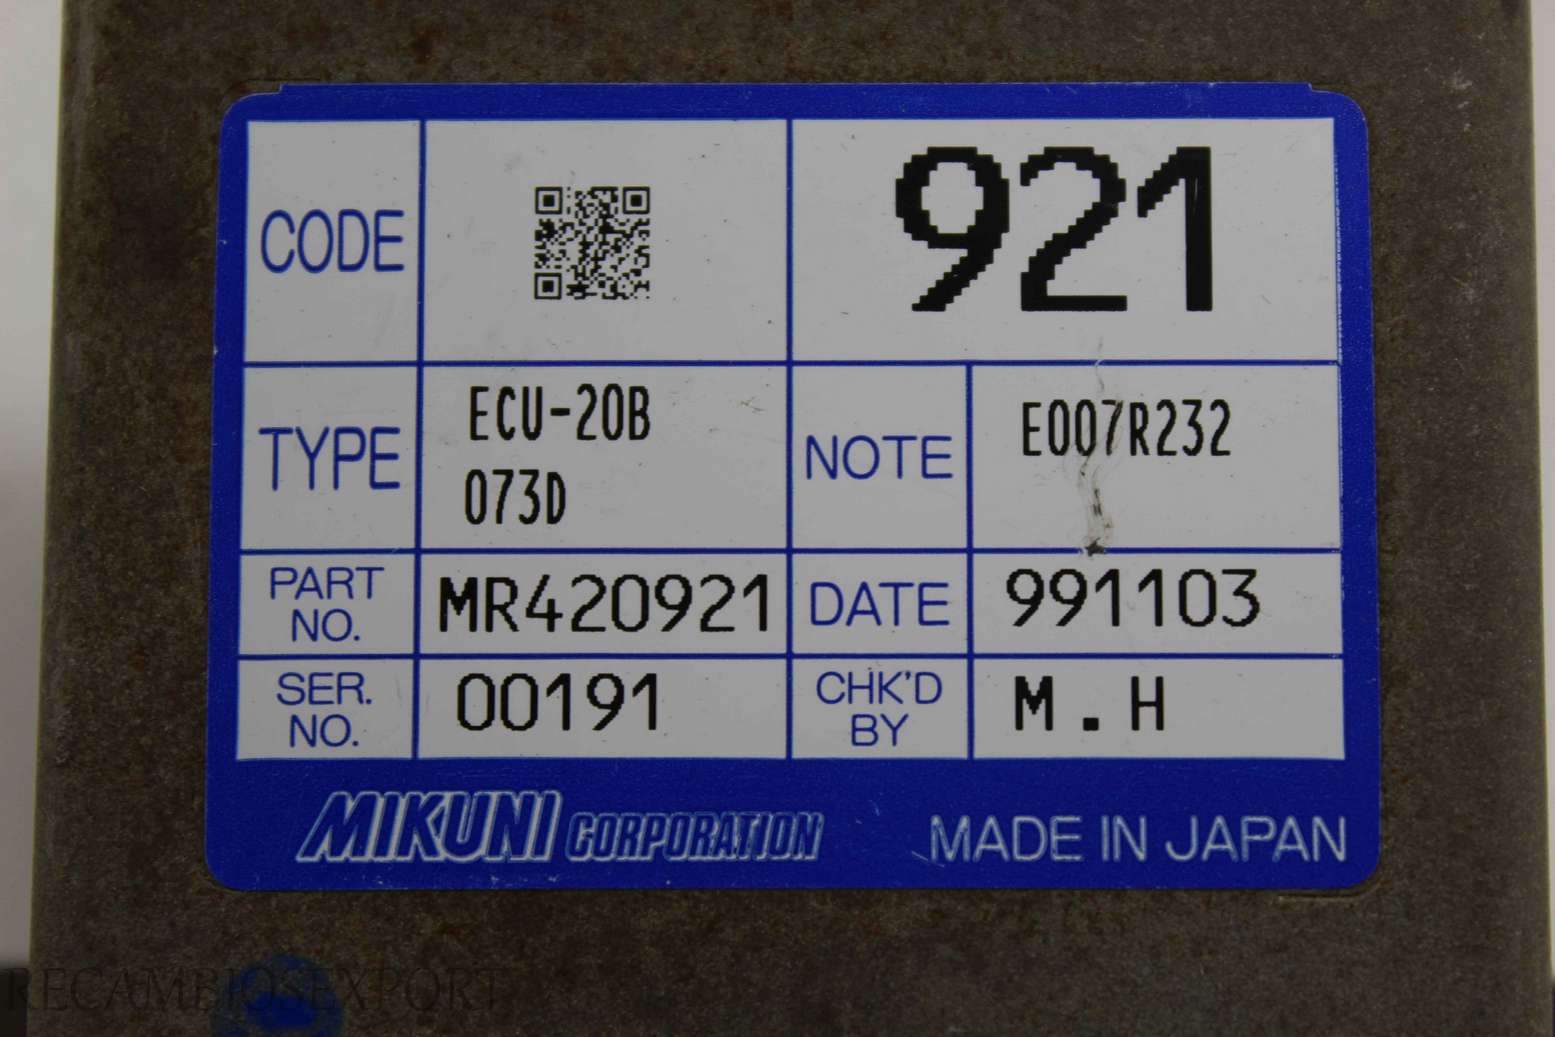 CODE
921
TYPE
ECU-20B
073D
NOTE
E007R232
PART
NO.
MR420921
DATE
991103
SER.
NO.
00191
CHK'D
BY
M.H
MIKUNI CORPORATION
MADE IN JAPAN
RECAMBIOSEXPORT